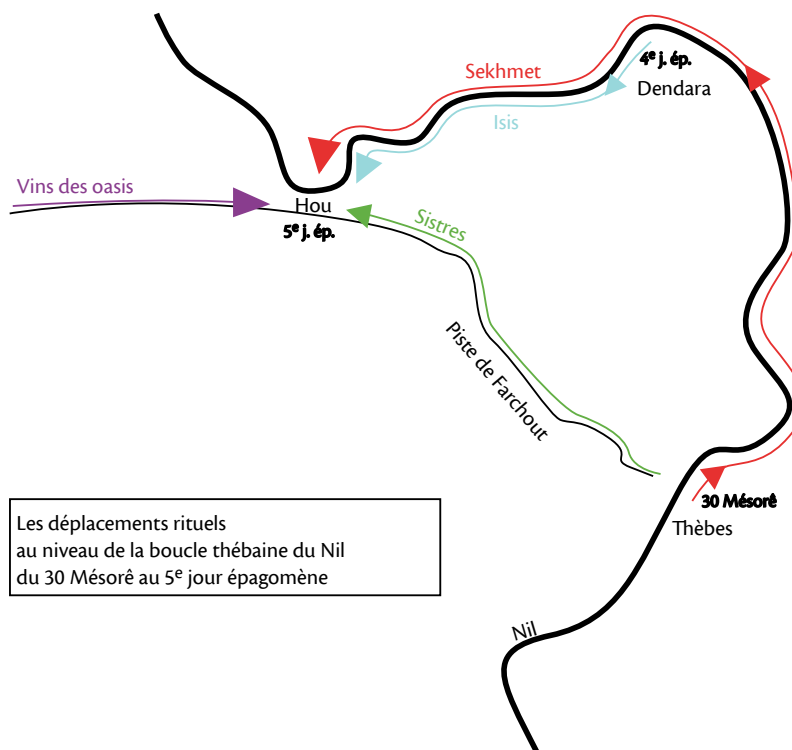 Sekhmet
4e j. ép.
Dendara
Isis
Vins des oasis
Hou
5e j. ép.
Sistres
Piste de Farchout
30 Mésorê
Thèbes
Les déplacements rituels
au niveau de la boucle thébaine du Nil
du 30 Mésorê au 5e jour épagomène
Nil